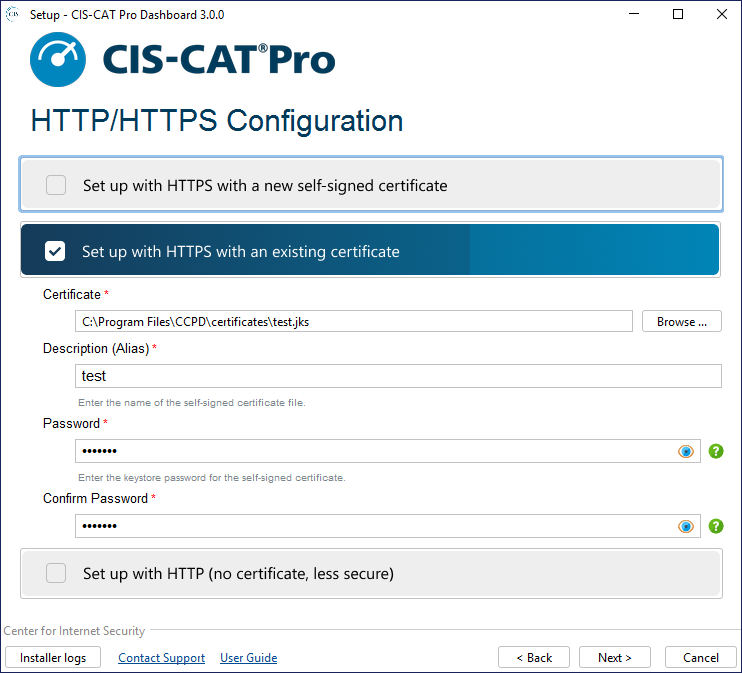 CIS Setup - CIS-CAT Pro Dashboard 3.0.0
CIS-CAT®Pro
HTTP/HTTPS Configuration
Set up with HTTPS with a new self-signed certificate
Set up with HTTPS with an existing certificate
Certificate *
C:\Program Files\CCPD\certificates\test.jks
Browse ...
Description (Alias) *
test
Enter the name of the self-signed certificate file.
Password *
•••••••
?
Enter the keystore password for the self-signed certificate.
Confirm Password *
•••••••
?
Set up with HTTP (no certificate, less secure)
Center for Internet Security
Installer logs Contact Support User Guide < Back Next > Cancel